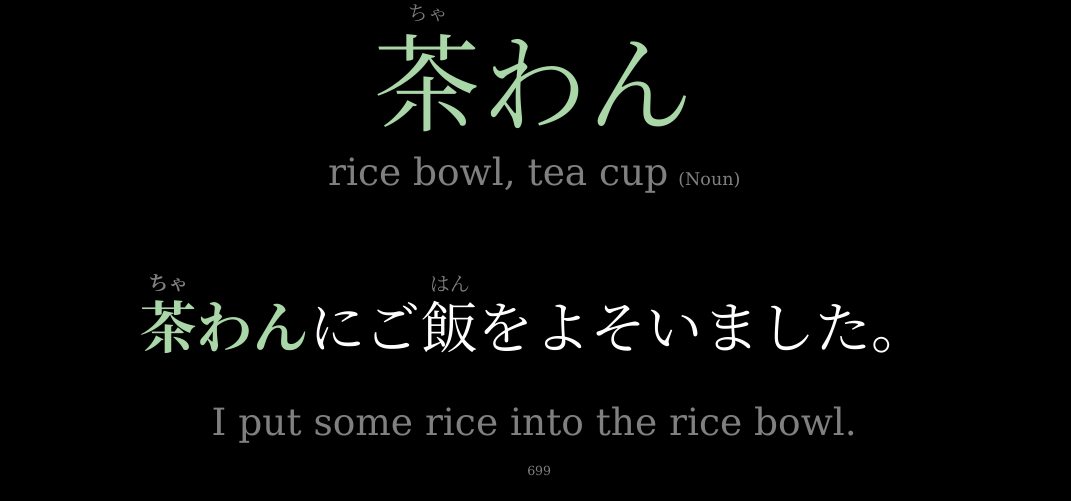 ちゃ
茶わん
rice bowl, tea cup (Noun)
ちゃ はん
茶わんにご飯をよそいました。
I put some rice into the rice bowl.
699